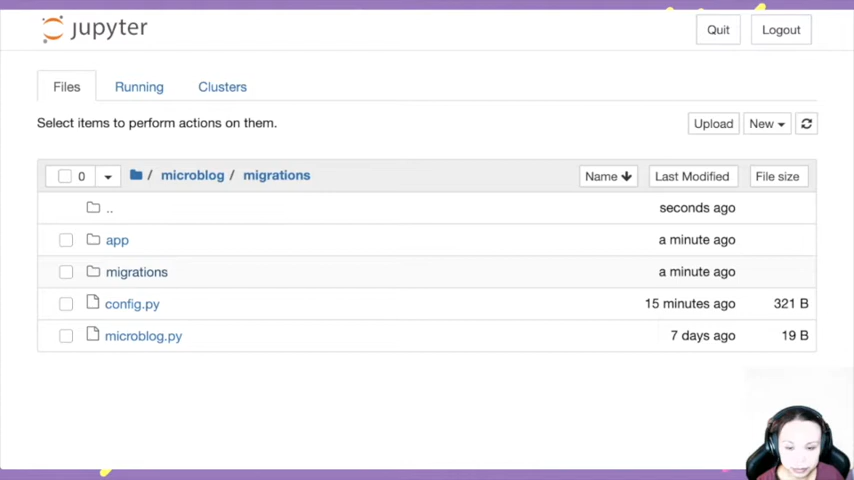 jupyter
Quit
Logout
Files
Running
Clusters
Select items to perform actions on them.
Upload
New
0
/ microblog / migrations
Name
Last Modified
File size
..
seconds ago
app
a minute ago
migrations
a minute ago
config.py
15 minutes ago
321 B
microblog.py
7 days ago
19 B